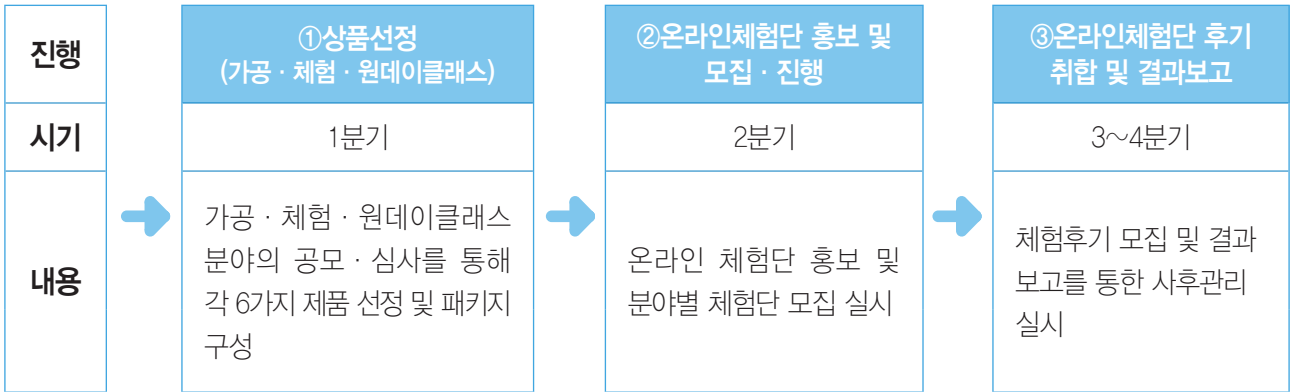 진행
①상품선정
(가공·체험·원데이클래스)
②온라인체험단 홍보 및
모집·진행
③온라인체험단 후기
취합 및 결과보고
시기
1분기
2분기
3~4분기
내용
가공·체험·원데이클래스
분야의 공모·심사를 통해
각 6가지 제품 선정 및 패키지
구성
온라인 체험단 홍보 및
분야별 체험단 모집 실시
체험후기 모집 및 결과
보고를 통한 사후관리
실시